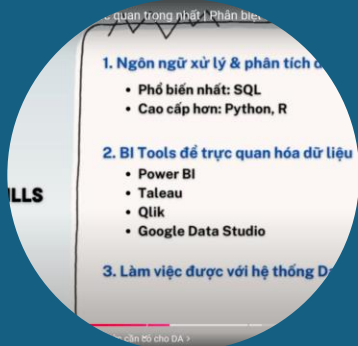 quan trọng nhất | Phân biệ
1. Ngôn ngữ xử lý & phân tích d
• Phổ biến nhất: SQL
• Cao cấp hơn: Python, R
2. BI Tools để trực quan hóa dữ liệu
• Power BI
• Taleau
• Qlik
• Google Data Studio
ILLS
3. Làm việc được với hệ thống Da
cần có cho DA >